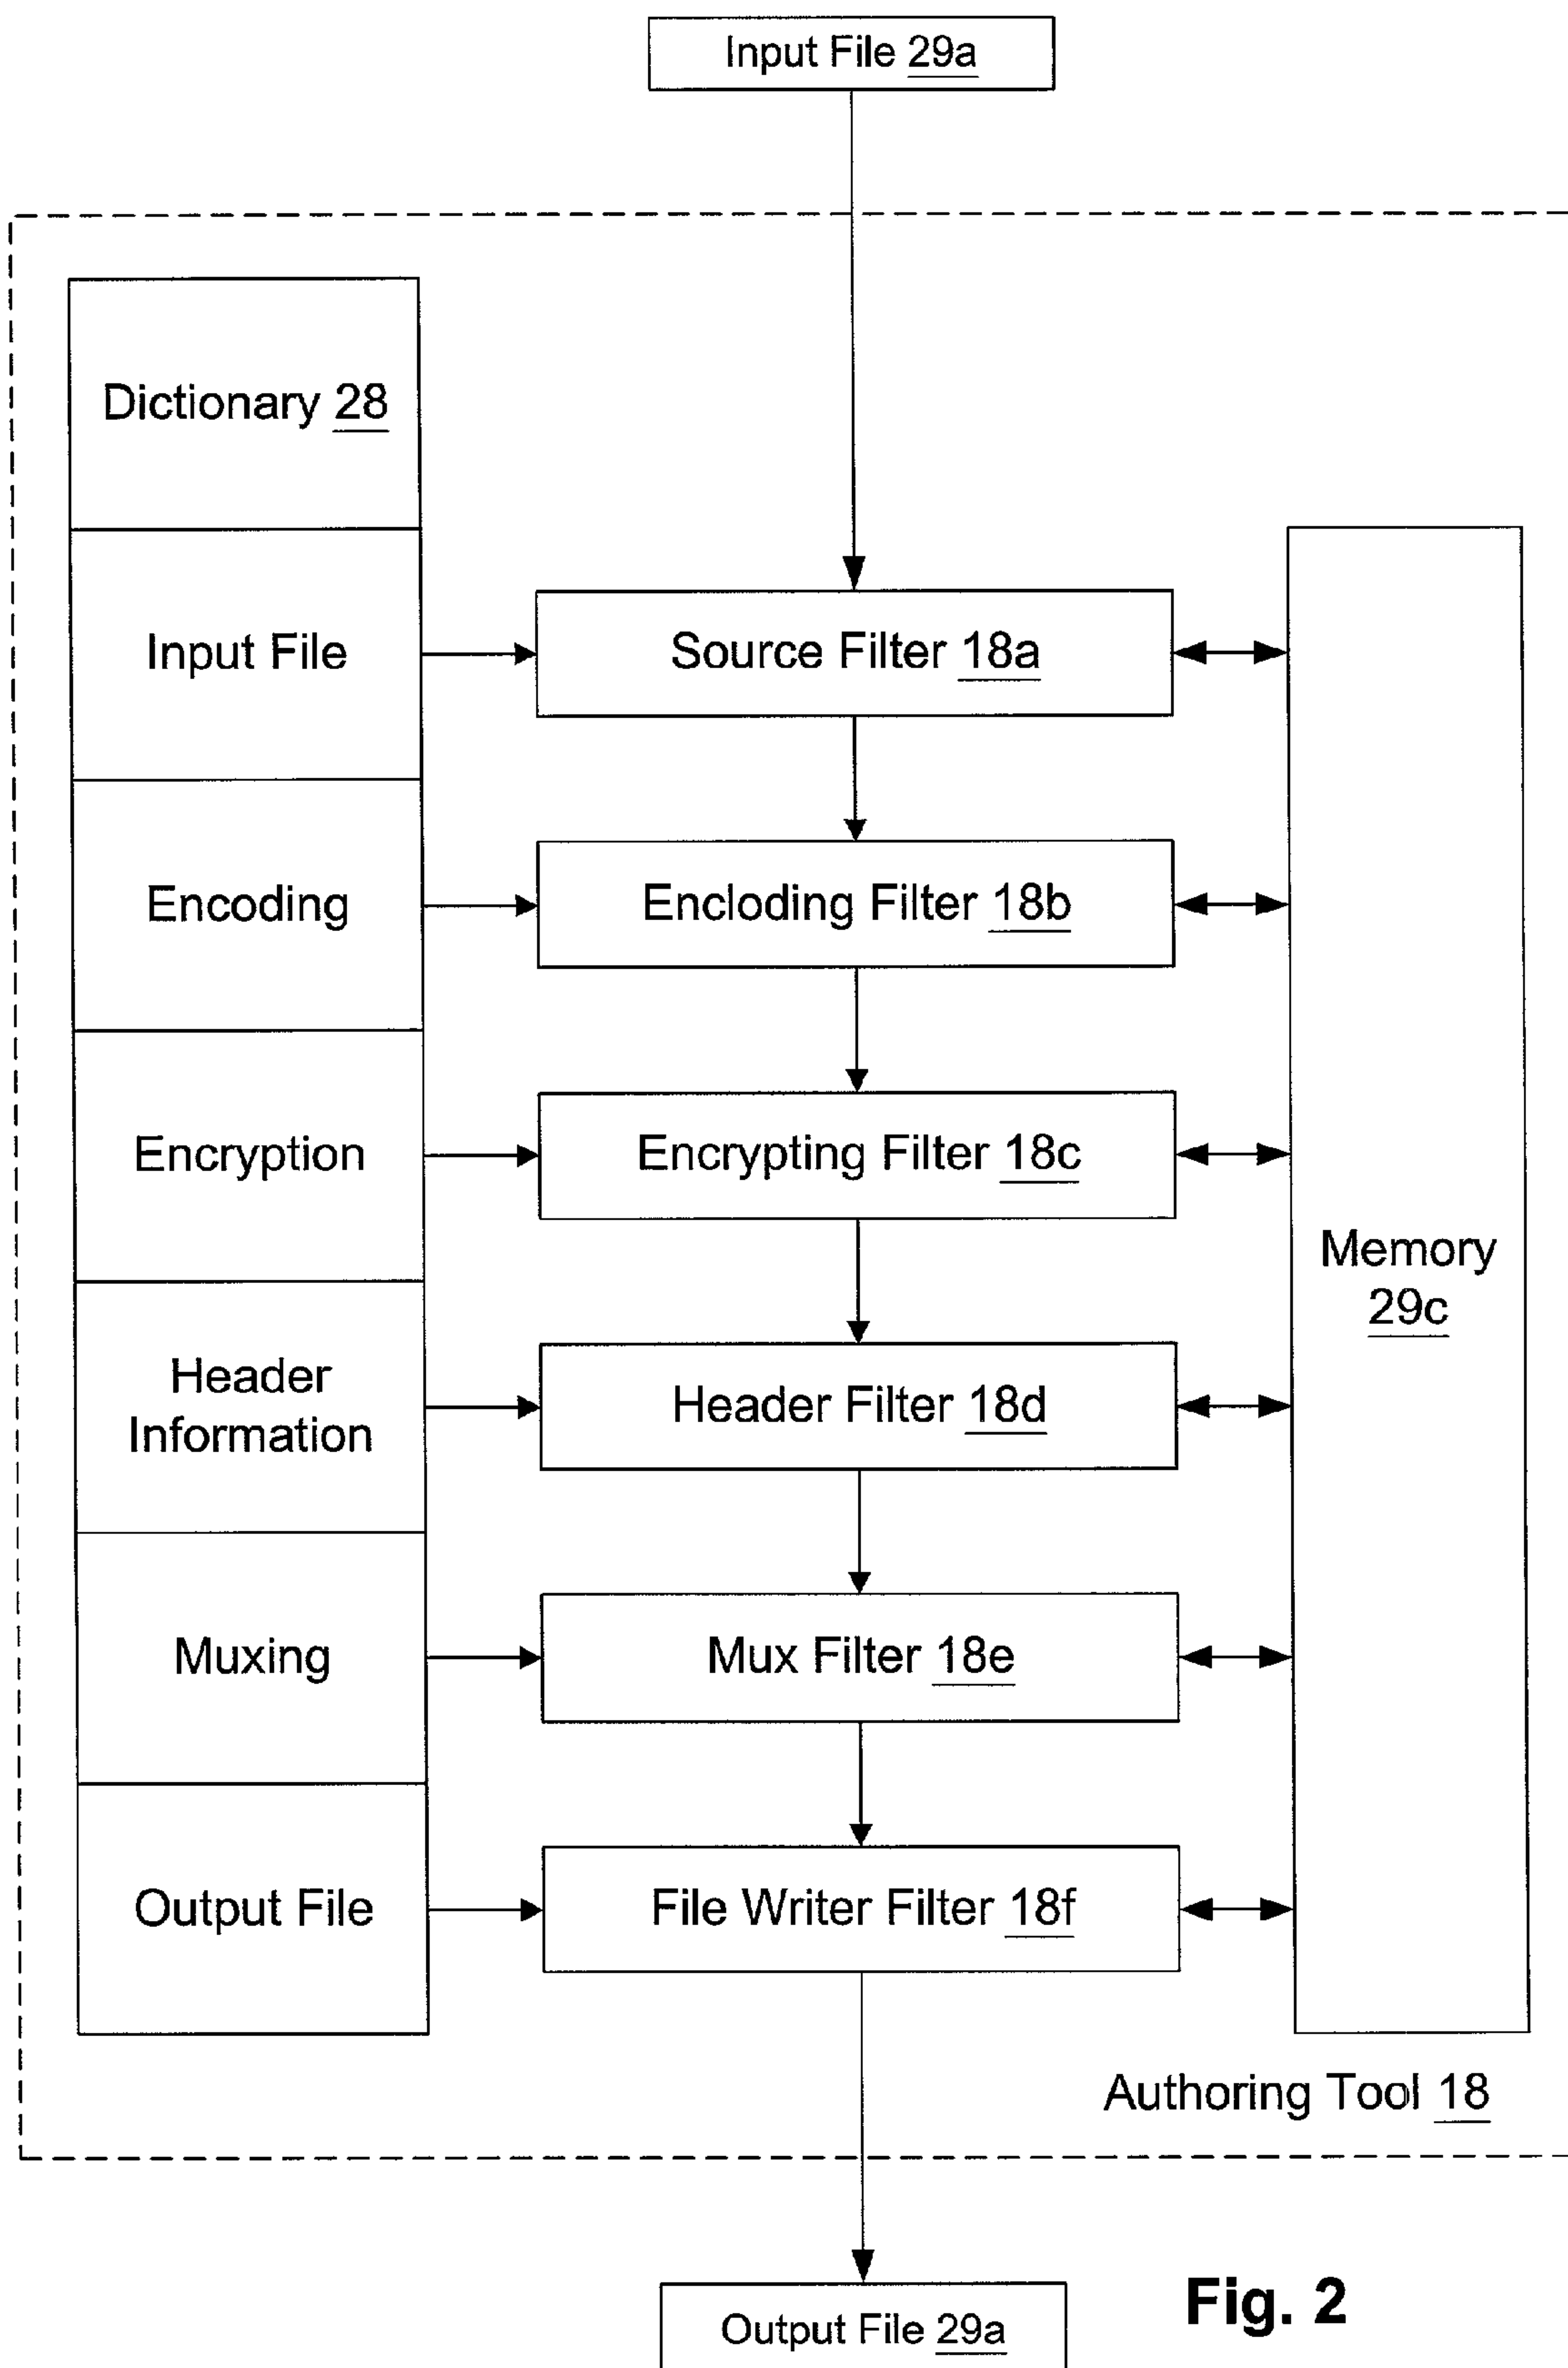 Input File 29a
Dictionary 28
Input File
Source Filter 18a
Encoding
Encloding Filter 18b
Encryption
Encrypting Filter 18c
Memory
29c
Header
Information
Header Filter 18d
Muxing
Mux Filter 18e
Output File
File Writer Filter 18f
Authoring Tool 18
Output File 29a
Fig. 2